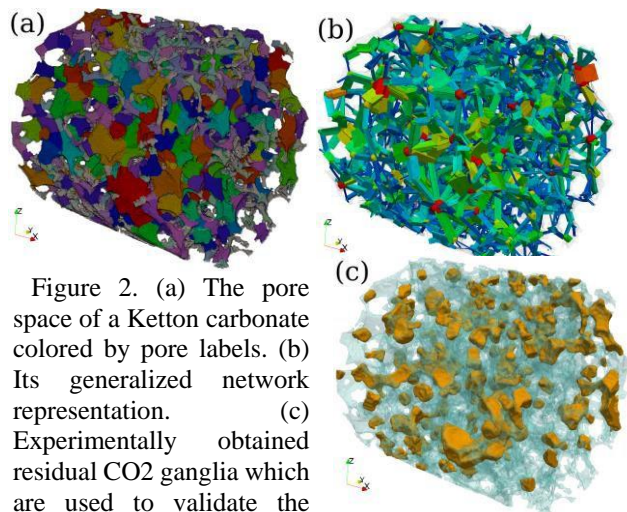 (a)
(b)
Z
Y
X
Z
Y
X
(c)
Figure 2. (a) The pore
space of a Ketton carbonate
colored by pore labels. (b)
Its generalized network
representation. (c)
Experimentally obtained
residual CO2 ganglia which
are used to validate the
Z
Y
X